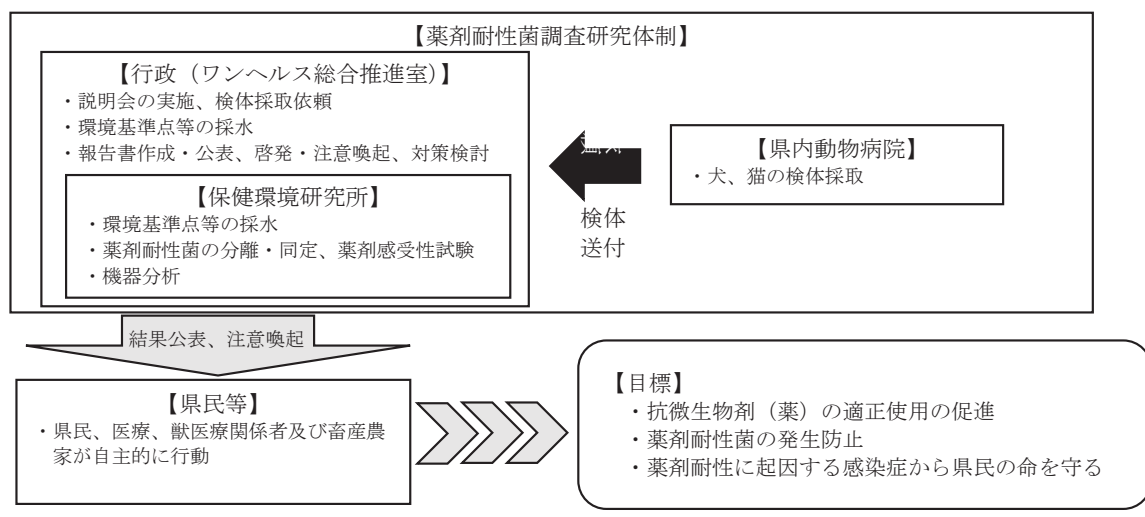 【薬剤耐性菌調査研究体制】
【行政（ワンヘルス総合推進室）】
・説明会の実施、検体採取依頼
・環境基準点等の採水
・報告書作成・公表、啓発・注意喚起、対策検討
【保健環境研究所】
・環境基準点等の採水
・薬剤耐性菌の分離・同定、薬剤感受性試験
・機器分析
検体
送付
【県内動物病院】
・犬、猫の検体採取
結果公表、注意喚起
【県民等】
・県民、医療、獣医療関係者及び畜産農
家が自主的に行動
【目標】
・抗微生物剤（薬）の適正使用の促進
・薬剤耐性菌の発生防止
・薬剤耐性に起因する感染症から県民の命を守る